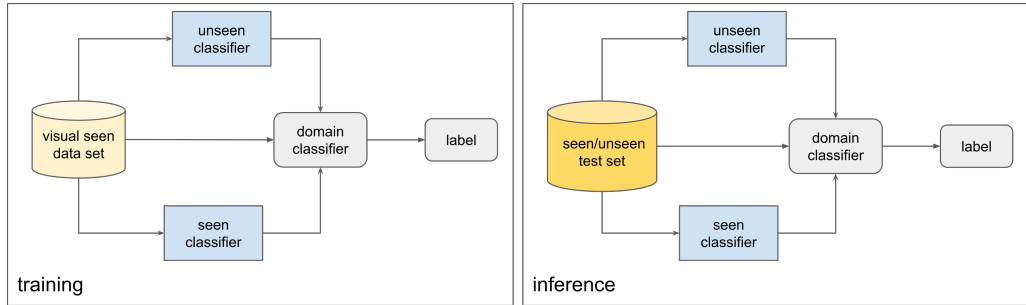 unseen
classifier
visual seen
data set
domain
classifier
label
seen
classifier
training
unseen
classifier
seen/unseen
test set
domain
classifier
label
seen
classifier
inference